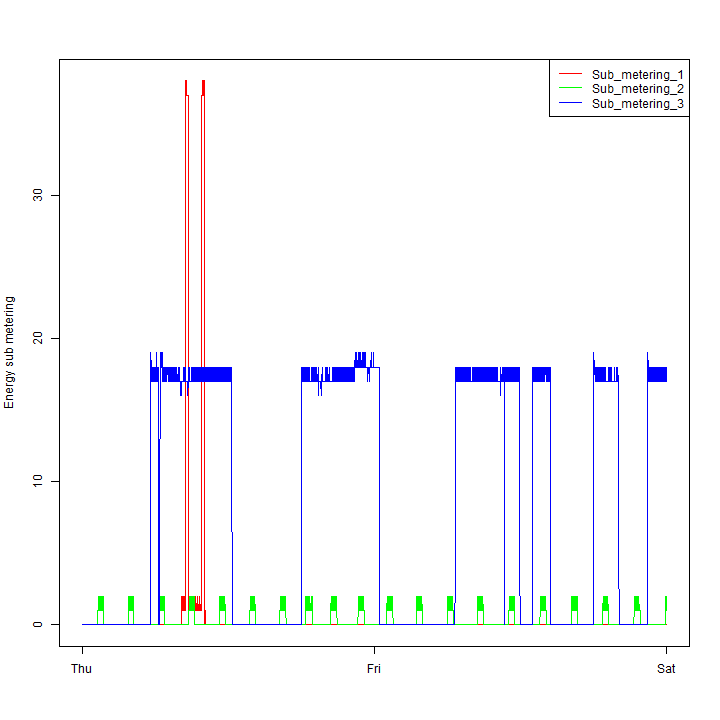 Sub_metering_1
Sub_metering_2
Sub_metering_3
Energy sub metering
30
20
10
0
Thu
Fri
Sat